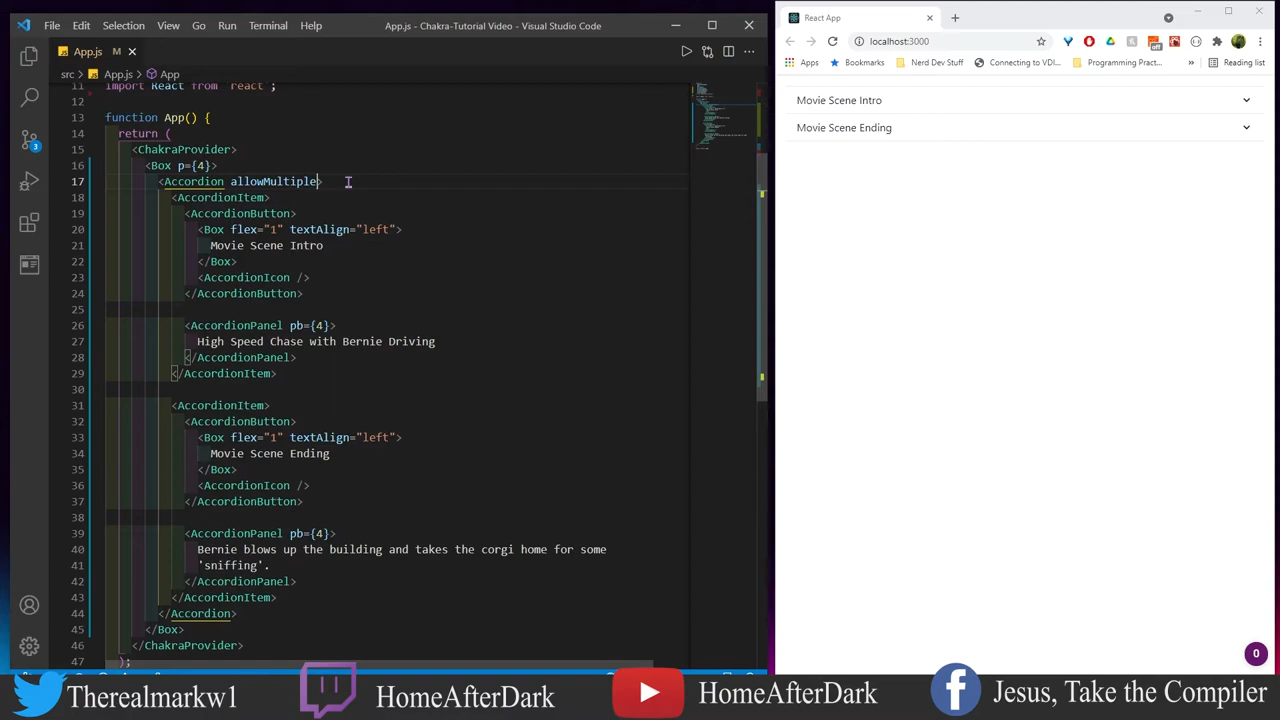 File Edit Selection View Go Run Terminal Help App.js - Chakra-Tutorial Video - Visual Studio Code
App.js M
src > App.js > App
11 import React from 'react';
12
13 function App() {
14 return (
15 <ChakraProvider>
16 <Box p={4}>
17 <Accordion allowMultiple>
18 <AccordionItem>
19 <AccordionButton>
20 <Box flex="1" textAlign="left">
21 Movie Scene Intro
22 </Box>
23 <AccordionIcon />
24 </AccordionButton>
25
26 <AccordionPanel pb={4}>
27 High Speed Chase with Bernie Driving
28 </AccordionPanel>
29 </AccordionItem>
30
31 <AccordionItem>
32 <AccordionButton>
33 <Box flex="1" textAlign="left">
34 Movie Scene Ending
35 </Box>
36 <AccordionIcon />
37 </AccordionButton>
38
39 <AccordionPanel pb={4}>
40 Bernie blows up the building and takes the corgi home for some
41 'sniffing'.
42 </AccordionPanel>
43 </AccordionItem>
44 </Accordion>
45 </Box>
46 </ChakraProvider>
47 );
3
React App
localhost:3000
off
Apps Bookmarks Nerd Dev Stuff Connecting to VDI... Programming Pract... » Reading list
Movie Scene Intro
Movie Scene Ending
0
Therealmarkw1 HomeAfterDark HomeAfterDark Jesus, Take the Compiler